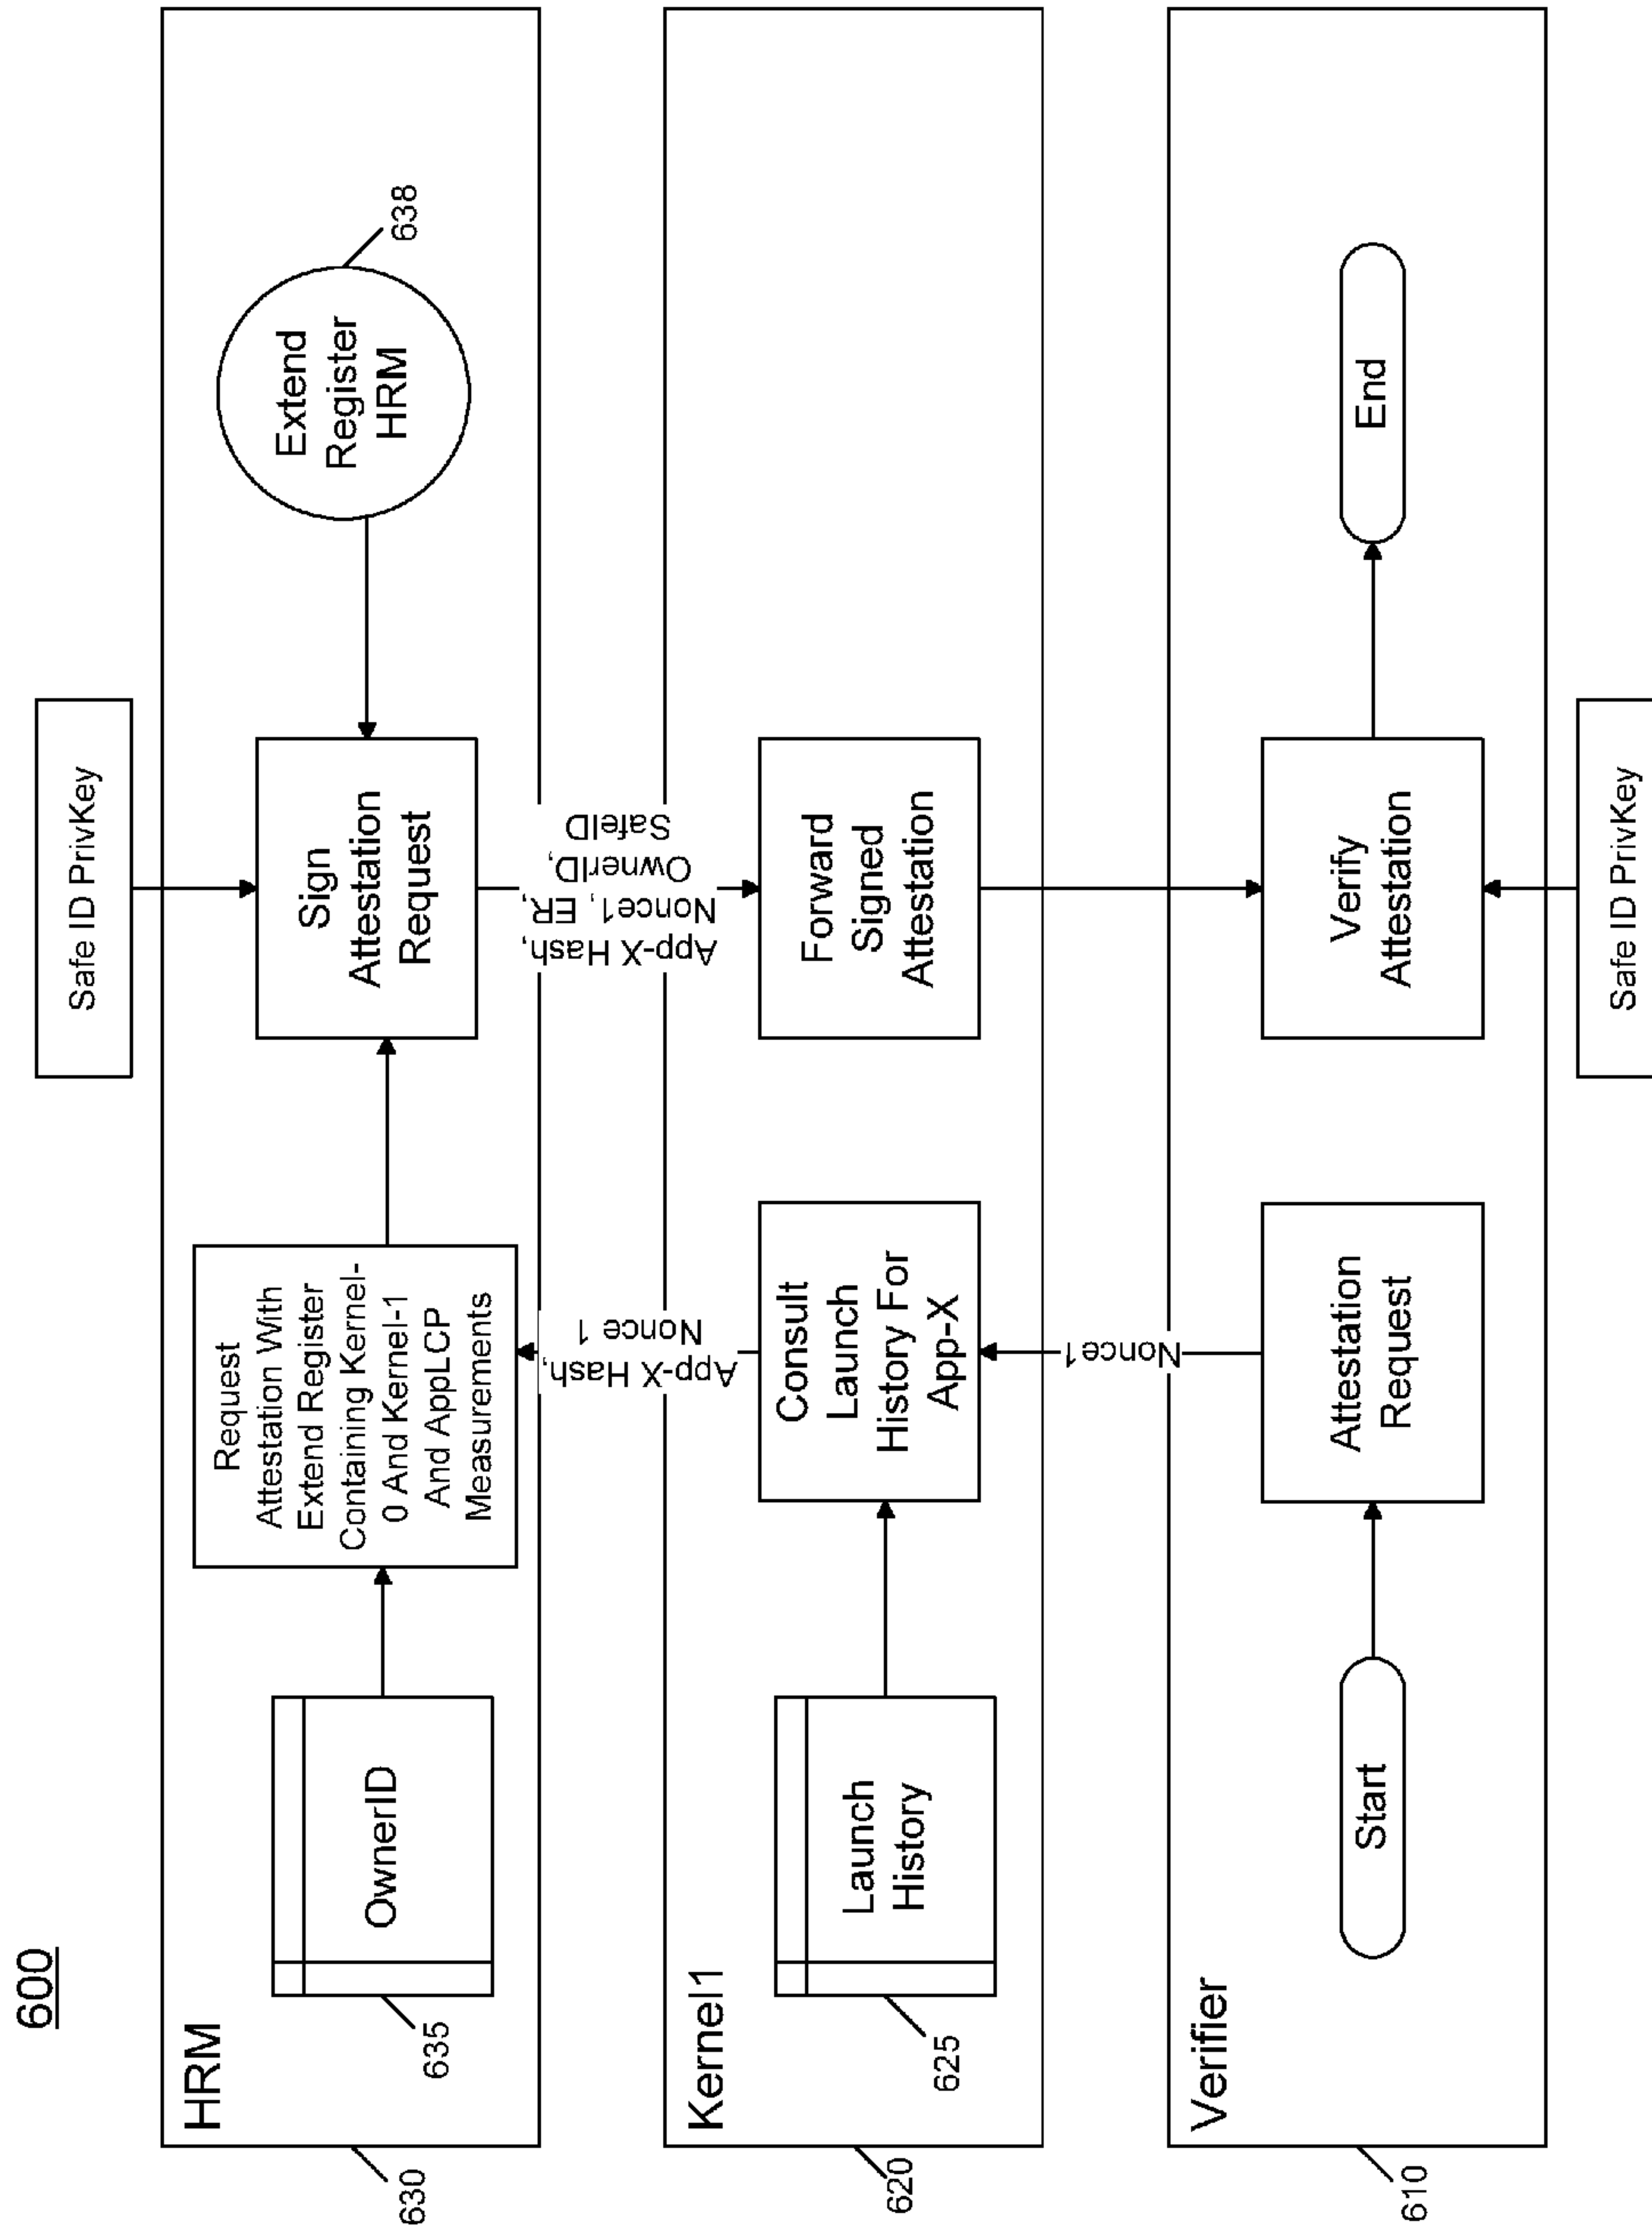 600
Safe ID PrivKey
HRM
630
OwnerID
635
Request
Attestation With
Extend Register
Containing Kernel-
0 And Kernel-1
And AppLCP
Measurements
Sign
Attestation
Request
Extend
Register
HRM
638
App-X Hash,
Nonce 1
App-X Hash,
Nonce1, ER,
OwnerID,
SafeID
Kernel1
620
Launch
History
625
Consult
Launch
History For
App-X
Forward
Signed
Attestation
Nonce1
Verifier
610
Start
Attestation
Request
Verify
Attestation
End
Safe ID PrivKey